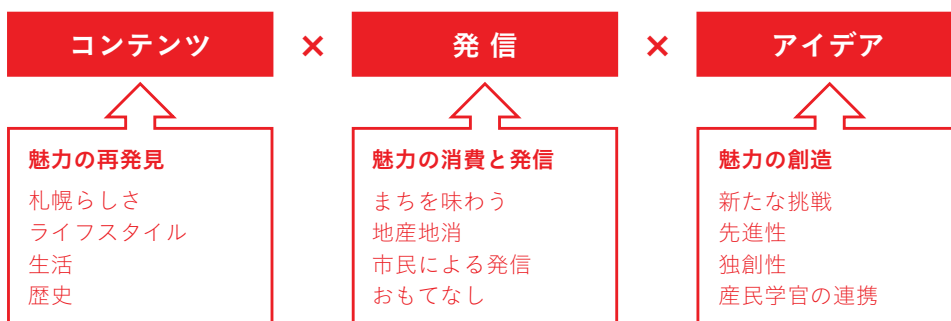 コンテンツ × 発信 × アイデア
魅力の再発見
札幌らしさ
ライフスタイル
生活
歴史
魅力の消費と発信
まちを味わう
地産地消
市民による発信
おもてなし
魅力の創造
新たな挑戦
先進性
独創性
産民学官の連携